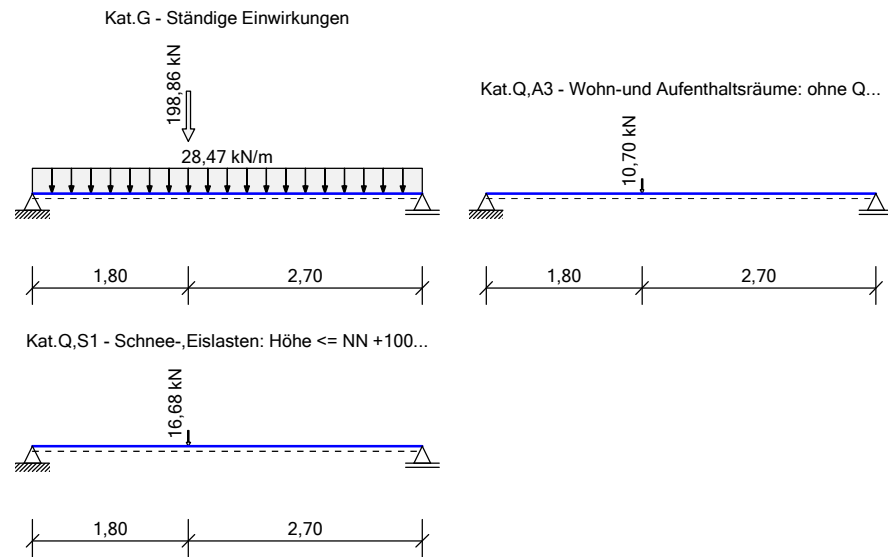 Kat.G - Ständige Einwirkungen
198,86 kN
28,47 kN/m
1,80
2,70
Kat.Q,A3 - Wohn-und Aufenthaltsräume: ohne Q...
10,70 kN
1,80
2,70
Kat.Q,S1 - Schnee-,Eislasten: Höhe <= NN +100...
16,68 kN
1,80
2,70